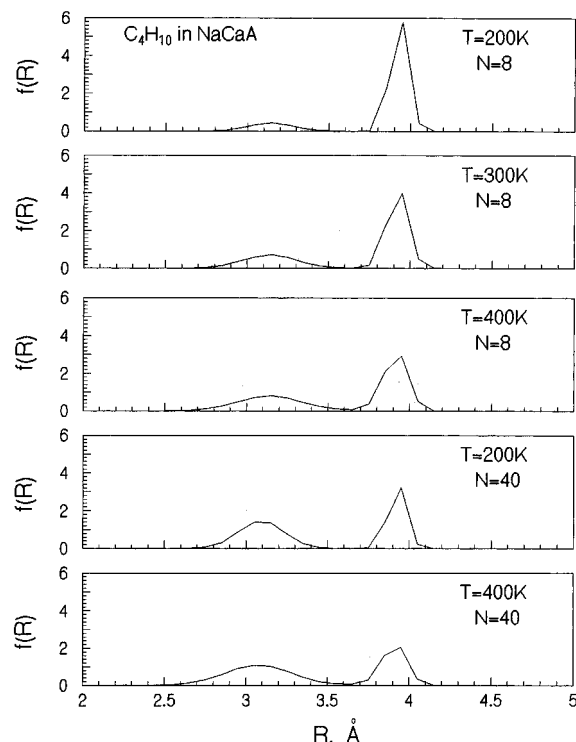 C₄H₁₀ in NaCaA
T=200K
N=8
f(R)
6
4
2
0
T=300K
N=8
f(R)
6
4
2
0
T=400K
N=8
f(R)
6
4
2
0
T=200K
N=40
f(R)
6
4
2
0
T=400K
N=40
f(R)
6
4
2
0
2 2.5 3 3.5 4 4.5 5
R, Å